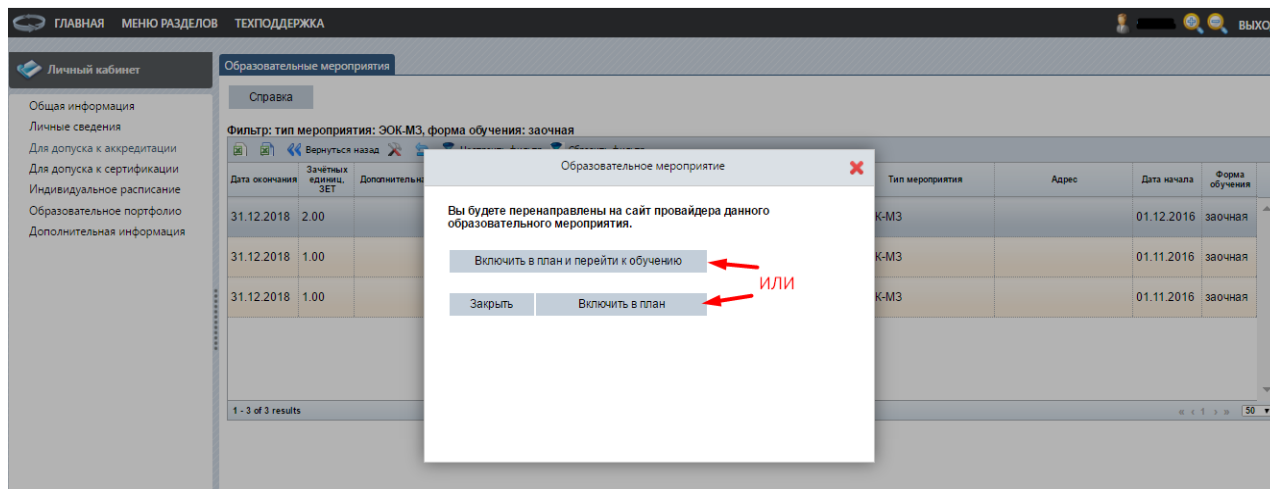 ГЛАВНАЯ МЕНЮ РАЗДЕЛОВ ТЕХПОДДЕРЖКА ВЫХО
Личный кабинет
Общая информация
Личные сведения
Для допуска к аккредитации
Для допуска к сертификации
Индивидуальное расписание
Образовательное портфолио
Дополнительная информация
Образовательные мероприятия
Справка
Фильтр: тип мероприятия: ЭОК-МЗ, форма обучения: заочная
Вернуться назад
Дата окончания Зачётных единиц, ЗЕТ Дополнительна Тип мероприятия Адрес Дата начала Форма обучения
31.12.2018 2.00 К-МЗ 01.12.2016 заочная
31.12.2018 1.00 К-МЗ 01.11.2016 заочная
31.12.2018 1.00 К-МЗ 01.11.2016 заочная
1 - 3 of 3 results 1 50
Образовательное мероприятие
Вы будете перенаправлены на сайт провайдера данного
образовательного мероприятия.
Включить в план и перейти к обучению
ИЛИ
Закрыть Включить в план